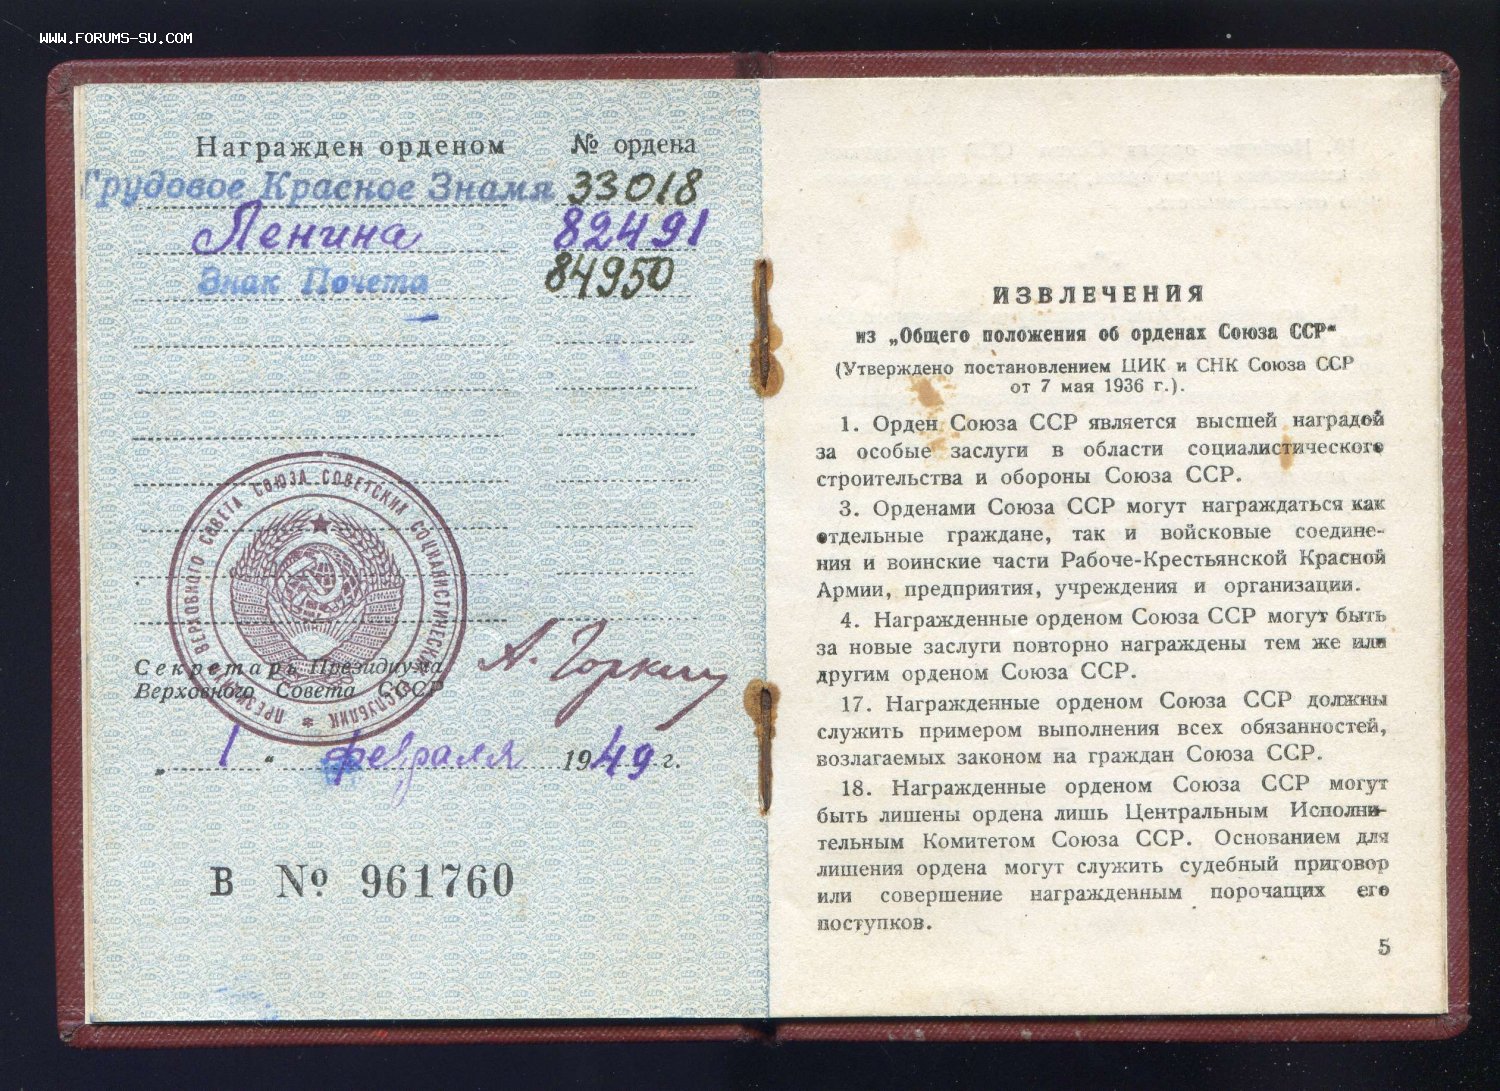 WWW.FORUMS-SU.COM
Награжден орденом № ордена
Трудовое Красное Знамя 33018
Ленина 82491
Знак Почета 84950
ПРЕЗИДИУМ ВЕРХОВНОГО СОВЕТА СОЮЗА СОВЕТСКИХ СОЦИАЛИСТИЧЕСКИХ РЕСПУБЛИК
Секретарь Президиума
Верховного Совета СССР
А. Горкин
„ 1 “ февраля 1949 г.
В № 961760
ИЗВЛЕЧЕНИЯ
из „Общего положения об орденах Союза ССР“
(Утверждено постановлением ЦИК и СНК Союза ССР
от 7 мая 1936 г.).
1. Орден Союза ССР является высшей наградой
за особые заслуги в области социалистического
строительства и обороны Союза ССР.
3. Орденами Союза ССР могут награждаться как
отдельные граждане, так и войсковые соедине-
ния и воинские части Рабоче-Крестьянской Красной
Армии, предприятия, учреждения и организации.
4. Награжденные орденом Союза ССР могут быть
за новые заслуги повторно награждены тем же или
другим орденом Союза ССР.
17. Награжденные орденом Союза ССР должны
служить примером выполнения всех обязанностей,
возлагаемых законом на граждан Союза ССР.
18. Награжденные орденом Союза ССР могут
быть лишены ордена лишь Центральным Исполни-
тельным Комитетом Союза ССР. Основанием для
лишения ордена могут служить судебный приговор
или совершение награжденным порочащих его
поступков.
5